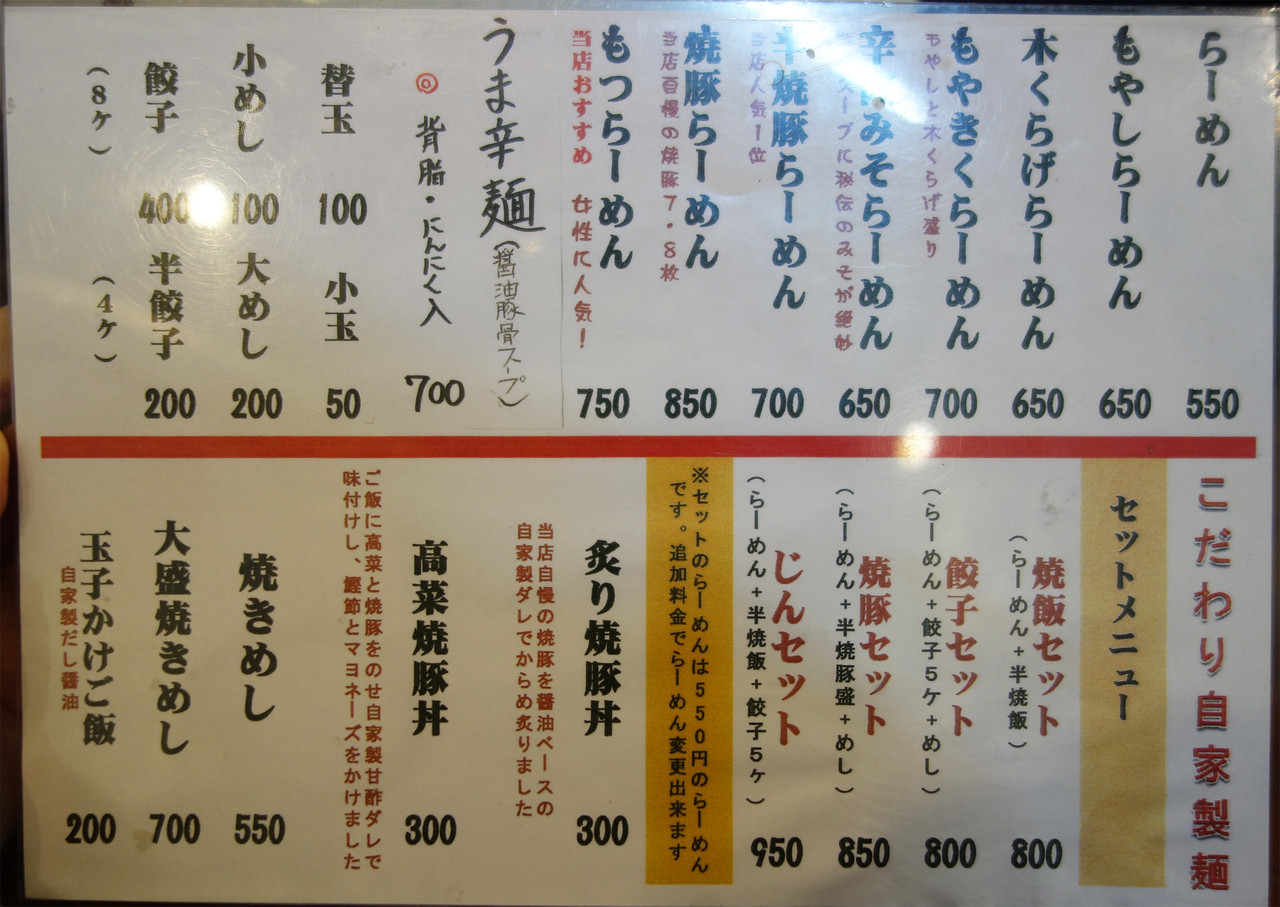 らーめん 550
もやしらーめん 650
木くらげらーめん 650
もやきくらーめん 700
もやしと木くらげ盛り
辛 みそらーめん 650
スープに秘伝のみそが絶妙
半焼豚らーめん 700
当店人気1位
焼豚らーめん 850
当店自慢の焼豚7・8枚
もつらーめん 750
当店おすすめ 女性に人気!
うま辛麺(醤油豚骨スープ)
◎背脂・にんにく入 700
替玉 100 小玉 50
小めし 100 大めし 200
餃子 400 半餃子 200
(8ヶ) (4ヶ)
こだわり自家製麺
セットメニュー
焼飯セット 800
(らーめん+半焼飯)
餃子セット 800
(らーめん+餃子5ケ+めし)
焼豚セット 850
(らーめん+半焼豚盛+めし)
じんセット 950
(らーめん+半焼飯+餃子5ヶ)
※セットのらーめんは550円のらーめん
です。追加料金でらーめん変更出来ます
炙り焼豚丼 300
当店自慢の焼豚を醤油ベースの
自家製ダレでからめ炙りました
高菜焼豚丼 300
ご飯に高菜と焼豚をのせ自家製甘酢ダレで
味付けし、鰹節とマヨネーズをかけました
焼きめし 550
大盛焼きめし 700
玉子かけご飯 200
自家製だし醤油